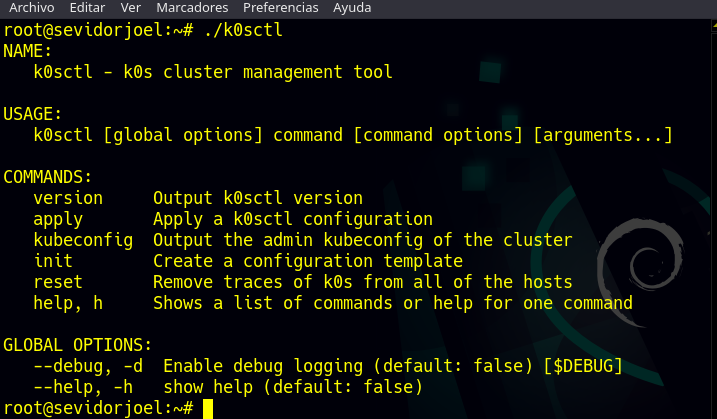 Archivo Editar Ver Marcadores Preferencias Ayuda
root@sevidorjoel:~# ./k0sctl
NAME:
   k0sctl - k0s cluster management tool
USAGE:
   k0sctl [global options] command [command options] [arguments...]
COMMANDS:
   version     Output k0sctl version
   apply       Apply a k0sctl configuration
   kubeconfig  Output the admin kubeconfig of the cluster
   init        Create a configuration template
   reset       Remove traces of k0s from all of the hosts
   help, h     Shows a list of commands or help for one command
GLOBAL OPTIONS:
   --debug, -d  Enable debug logging (default: false) [$DEBUG]
   --help, -h   show help (default: false)
root@sevidorjoel:~#